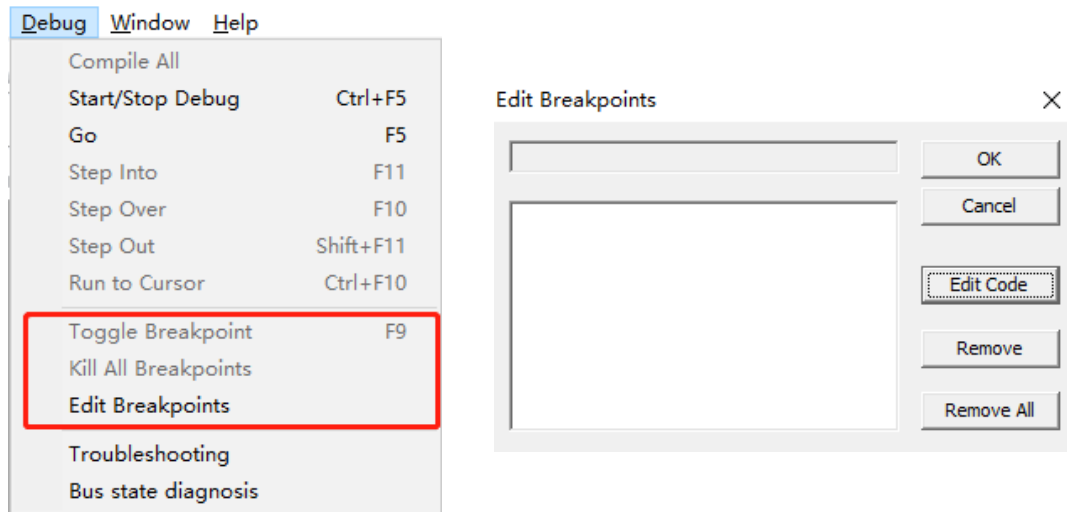 Debug Window Help
Compile All
Start/Stop Debug Ctrl+F5
Go F5
Step Into F11
Step Over F10
Step Out Shift+F11
Run to Cursor Ctrl+F10
Toggle Breakpoint F9
Kill All Breakpoints
Edit Breakpoints
Troubleshooting
Bus state diagnosis
Edit Breakpoints
OK
Cancel
Edit Code
Remove
Remove All